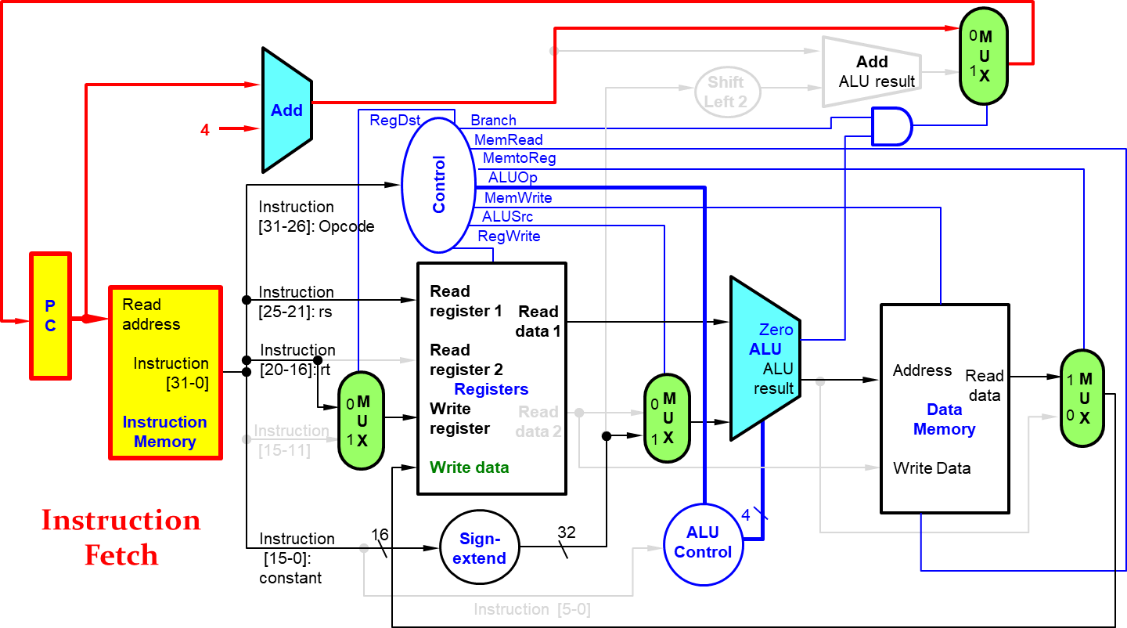 0
M
U
1
X
Add
ALU result
Shift
Left 2
Add
4
RegDst
Branch
MemRead
MemtoReg
ALUOp
MemWrite
ALUSrc
RegWrite
Control
Instruction
[31-26]: Opcode
P
C
Read
address
Instruction
[31-0]
Instruction
Memory
Instruction
[25-21]: rs
Instruction
[20-16]: rt
Instruction
[15-11]
0
M
U
1
X
Read
register 1
Read
data 1
Read
register 2
Registers
Write
register
Read
data 2
Write data
0
M
U
1
X
Zero
ALU
ALU
result
Address
Read
data
Data
Memory
Write Data
1
M
U
0
X
Instruction
Fetch
Instruction
[15-0]:
constant
16
Sign-
extend
32
ALU
Control
4
Instruction [5-0]